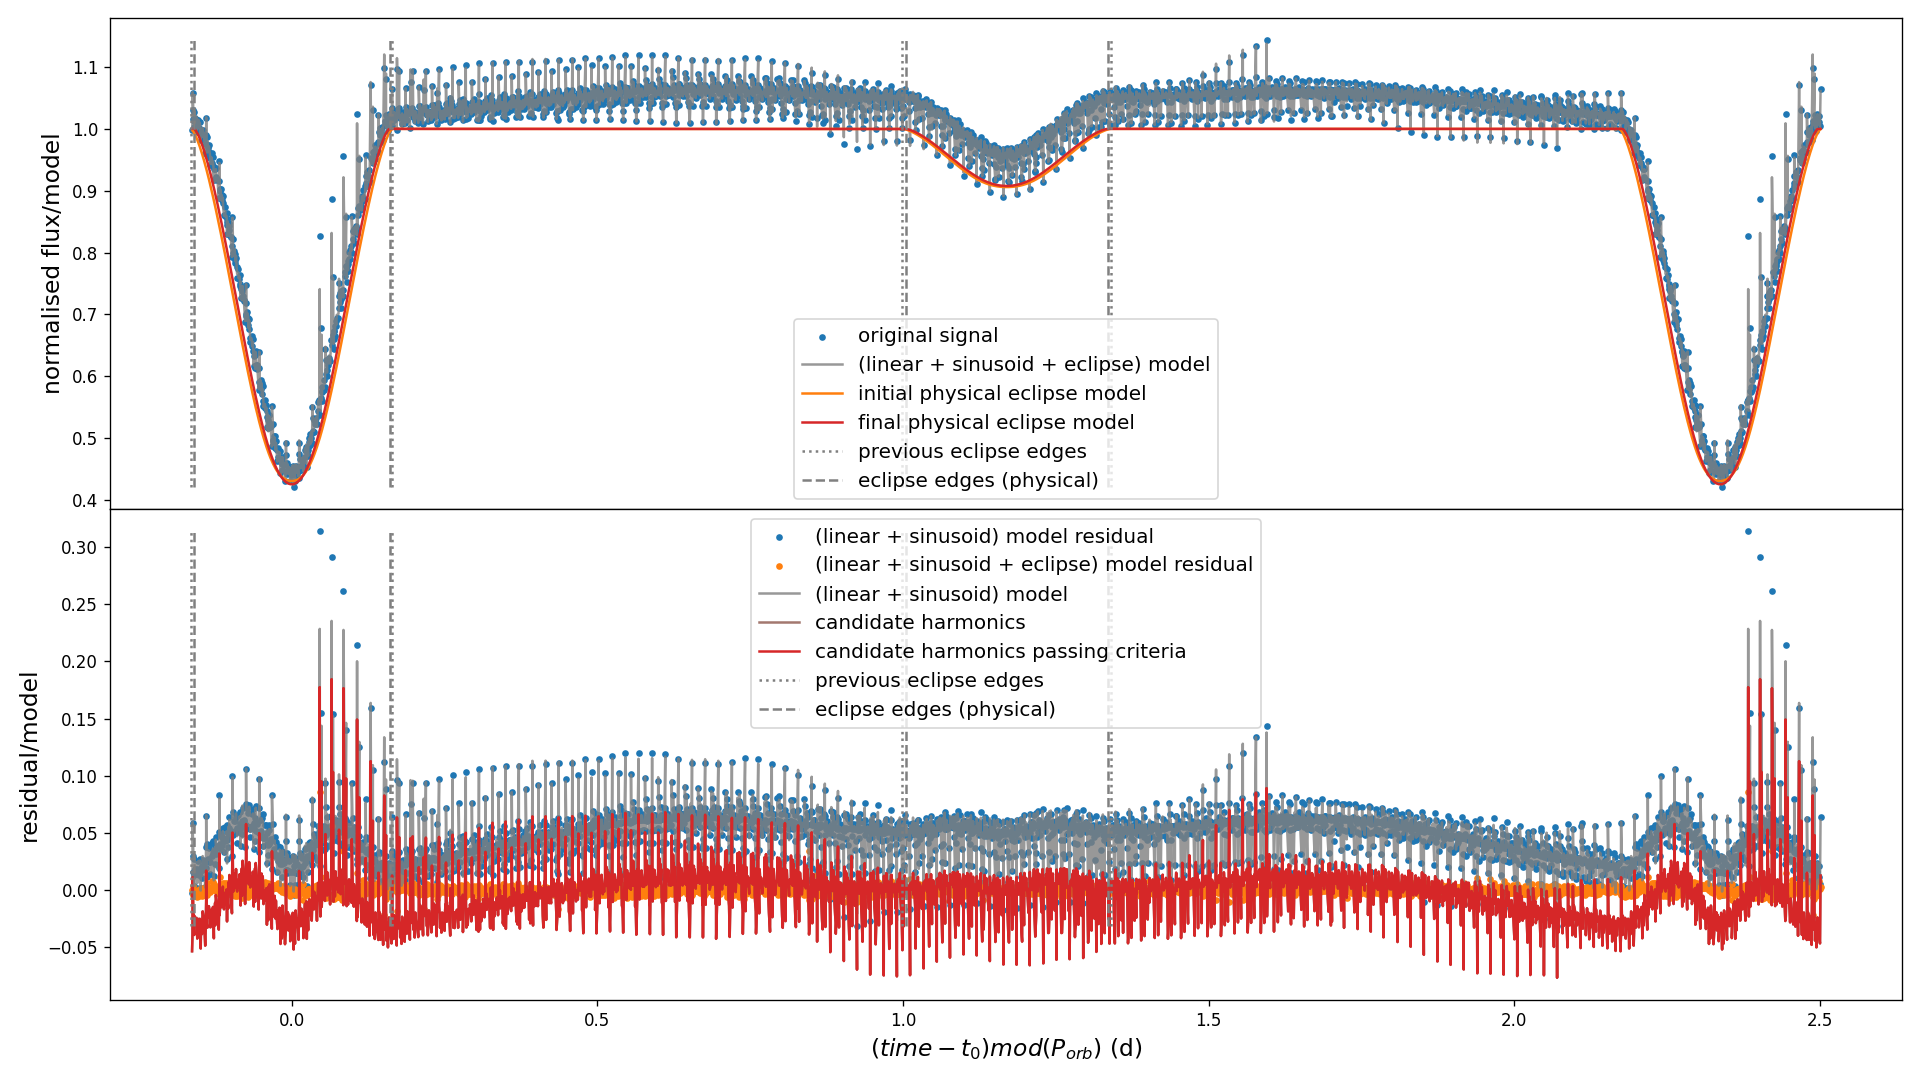 normalised flux/model
1.1
1.0
0.9
0.8
0.7
0.6
0.5
0.4
original signal
(linear + sinusoid + eclipse) model
initial physical eclipse model
final physical eclipse model
previous eclipse edges
eclipse edges (physical)
residual/model
0.30
0.25
0.20
0.15
0.10
0.05
0.00
−0.05
(linear + sinusoid) model residual
(linear + sinusoid + eclipse) model residual
(linear + sinusoid) model
candidate harmonics
candidate harmonics passing criteria
previous eclipse edges
eclipse edges (physical)
0.0 0.5 1.0 1.5 2.0 2.5
(time − t₀)mod(P_orb) (d)